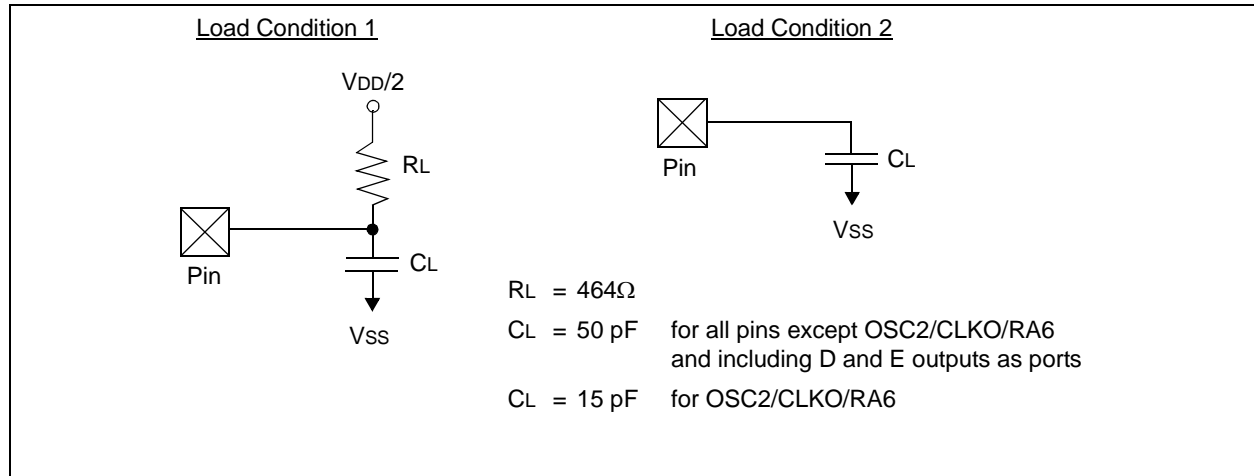 Load Condition 1
VDD/2
RL
Pin
CL
VSS
Load Condition 2
Pin
CL
VSS
RL = 464Ω
CL = 50 pF for all pins except OSC2/CLKO/RA6
and including D and E outputs as ports
CL = 15 pF for OSC2/CLKO/RA6